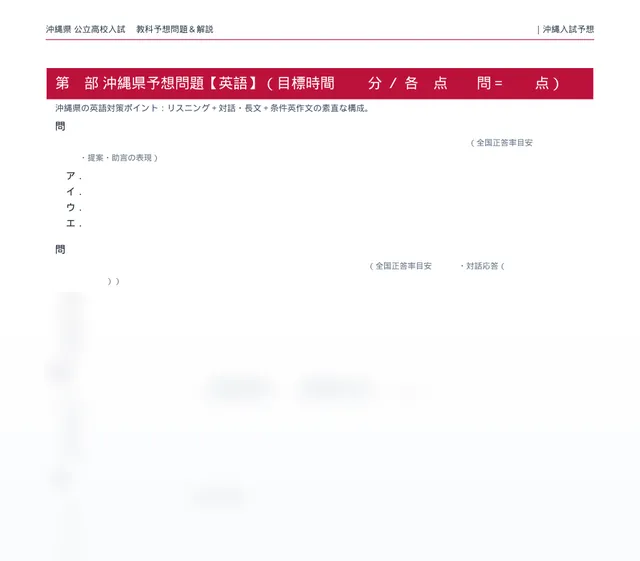 沖縄県 公立高校入試 教科予想問題＆解説
| 沖縄入試予想
第 部 沖縄県予想問題【英語】（目標時間 分 / 各 点 問 = 点）
沖縄県の英語対策ポイント：リスニング + 対話・長文 + 条件英作文の素直な構成。
問
（全国正答率目安
・提案・助言の表現）
ア．
イ．
ウ．
エ．
問
（全国正答率目安 ・対話応答（
））